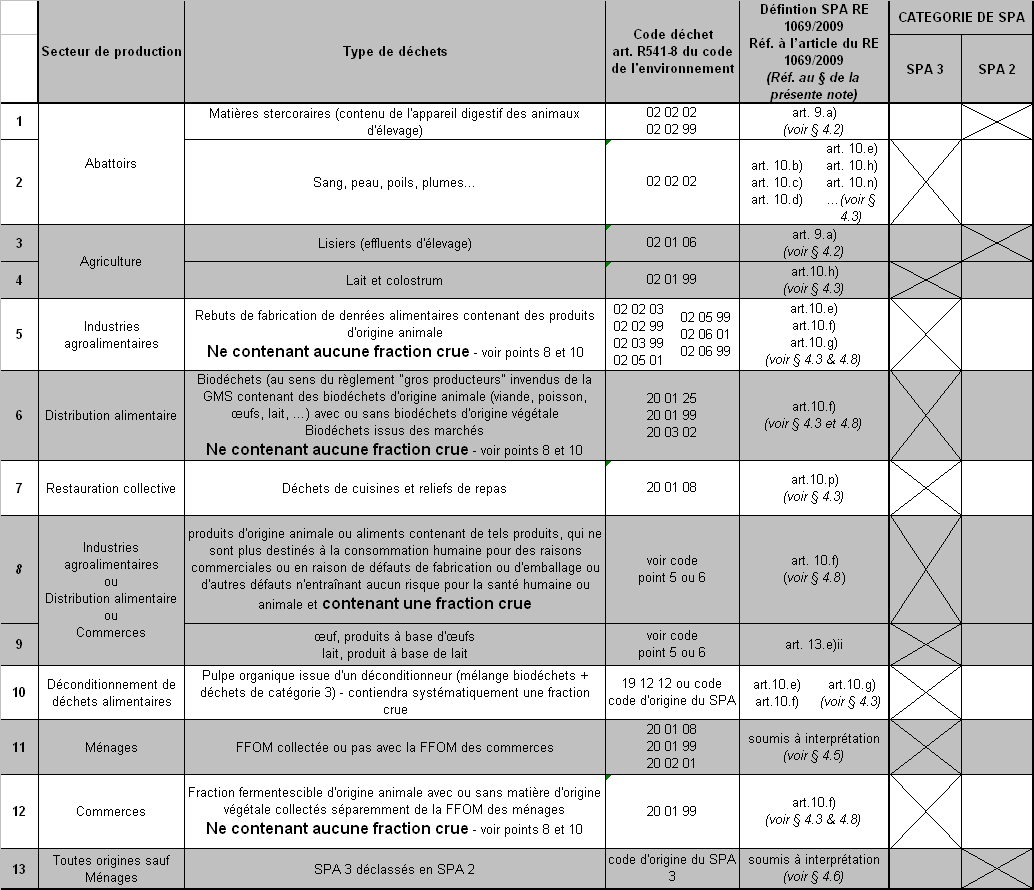 Secteur de production
Type de déchets
Code déchet
art. R541-8 du code
de l'environnement
Défintion SPA RE
1069/2009
Réf. à l'article du RE
1069/2009
(Réf. au § de la
présente note)
CATEGORIE DE SPA
SPA 3
SPA 2
1
Abattoirs
Matières stercoraires (contenu de l'appareil digestif des animaux
d'élevage)
02 02 02
02 02 99
art. 9.a)
(voir § 4.2)
2
Sang, peau, poils, plumes...
02 02 02
art. 10.b)
art. 10.c)
art. 10.d)
art. 10.e)
art. 10.h)
art. 10.n)
...(voir §
4.3)
3
Agriculture
Lisiers (effluents d'élevage)
02 01 06
art. 9.a)
(voir § 4.2)
4
Lait et colostrum
02 01 99
art.10.h)
(voir § 4.3)
5
Industries
agroalimentaires
Rebuts de fabrication de denrées alimentaires contenant des produits
d'origine animale
Ne contenant aucune fraction crue - voir points 8 et 10
02 02 03
02 02 99
02 03 99
02 05 01
02 05 99
02 06 01
02 06 99
art.10.e)
art.10.f)
art.10.g)
(voir § 4.3 & 4.8)
6
Distribution alimentaire
Biodéchets (au sens du règlement "gros producteurs" invendus de la
GMS contenant des biodéchets d'origine animale (viande, poisson,
œufs, lait, ...) avec ou sans biodéchets d'origine végétale
Biodéchets issus des marchés
Ne contenant aucune fraction crue - voir points 8 et 10
20 01 25
20 01 99
20 03 02
art.10.f)
(voir § 4.3 et 4.8)
7
Restauration collective
Déchets de cuisines et reliefs de repas
20 01 08
art.10.p)
(voir § 4.3)
8
Industries
agroalimentaires
ou
Distribution alimentaire
ou
Commerces
produits d'origine animale ou aliments contenant de tels produits, qui ne
sont plus destinés à la consommation humaine pour des raisons
commerciales ou en raison de défauts de fabrication ou d'emballage ou
d'autres défauts n'entraînant aucun risque pour la santé humaine ou
animale et contenant une fraction crue
voir code
point 5 ou 6
art. 10.f)
(voir § 4.8)
9
œuf, produits à base d'œufs
lait, produit à base de lait
voir code
point 5 ou 6
art. 13.e)ii
10
Déconditionnement de
déchets alimentaires
Pulpe organique issue d'un déconditionneur (mélange biodéchets +
déchets de catégorie 3) - contiendra systématiquement une fraction
crue
19 12 12 ou code
code d'origine du SPA
art.10.e)
art.10.f)
art.10.g)
(voir § 4.3)
11
Ménages
FFOM collectée ou pas avec la FFOM des commerces
20 01 08
20 01 99
20 02 01
soumis à interprétation
(voir § 4.5)
12
Commerces
Fraction fermentescible d'origine animale avec ou sans matière d'origine
végétale collectés séparemment de la FFOM des ménages
Ne contenant aucune fraction crue - voir points 8 et 10
20 01 99
art.10.f)
(voir § 4.3 & 4.8)
13
Toutes origines sauf
Ménages
SPA 3 déclassés en SPA 2
code d'origine du SPA
3
soumis à interprétation
(voir § 4.6)